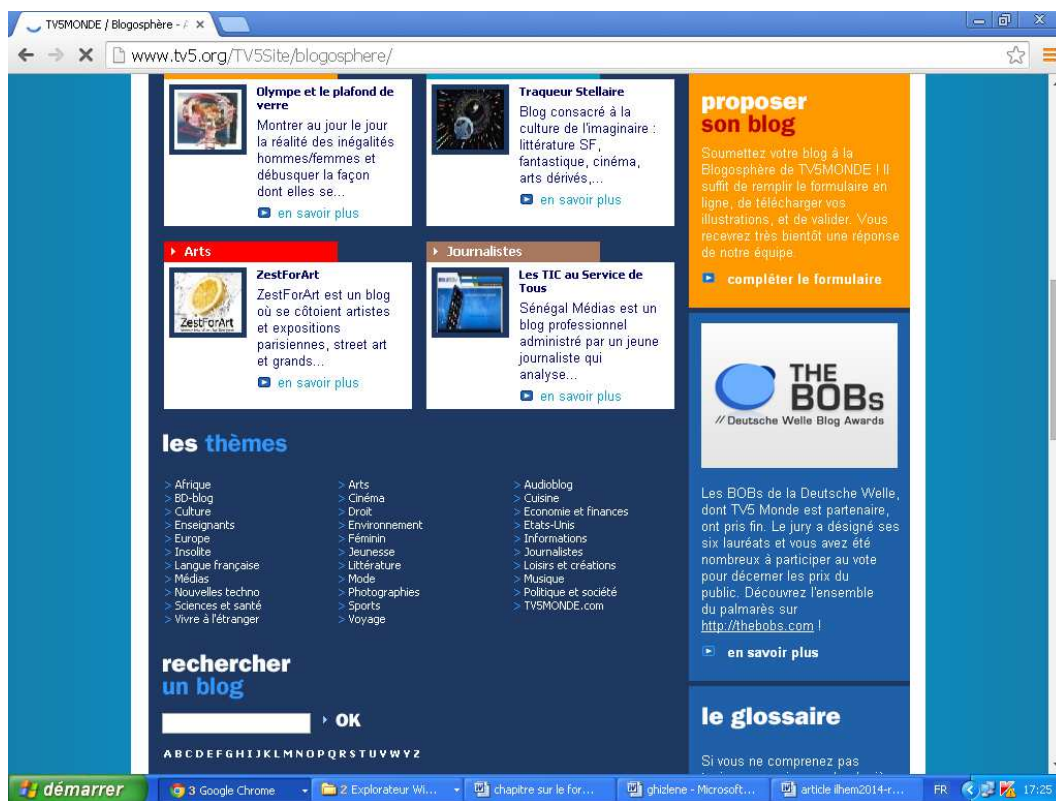 TV5MONDE / Blogosphère - A
www.tv5.org/TV5Site/blogosphere/
Olympe et le plafond de
verre
Montrer au jour le jour
la réalité des inégalités
hommes/femmes et
débusquer la façon
dont elles se...
en savoir plus
Traqueur Stellaire
Blog consacré à la
culture de l'imaginaire :
littérature SF,
fantastique, cinéma,
arts dérivés,...
en savoir plus
Arts
ZestForArt
ZestForArt
ZestForArt est un blog
où se côtoient artistes
et expositions
parisiennes, street art
et grands...
en savoir plus
Journalistes
Les TIC au Service de
Tous
Sénégal Médias est un
blog professionnel
administré par un jeune
journaliste qui
analyse...
en savoir plus
les thèmes
> Afrique
> BD-blog
> Culture
> Enseignants
> Europe
> Insolite
> Langue française
> Médias
> Nouvelles techno
> Sciences et santé
> Vivre à l'étranger
> Arts
> Cinéma
> Droit
> Environnement
> Féminin
> Jeunesse
> Littérature
> Mode
> Photographies
> Sports
> Voyage
> Audioblog
> Cuisine
> Economie et finances
> Etats-Unis
> Informations
> Journalistes
> Loisirs et créations
> Musique
> Politique et société
> TV5MONDE.com
rechercher
un blog
OK
A B C D E F G H I J K L M N O P Q R S T U V W Y Z
proposer
son blog
Soumettez votre blog à la
Blogosphère de TV5MONDE ! Il
suffit de remplir le formulaire en
ligne, de télécharger vos
illustrations, et de valider. Vous
recevrez très bientôt une réponse
de notre équipe.
compléter le formulaire
THE
BOBs
// Deutsche Welle Blog Awards
Les BOBs de la Deutsche Welle,
dont TV5 Monde est partenaire,
ont pris fin. Le jury a désigné ses
six lauréats et vous avez été
nombreux à participer au vote
pour décerner les prix du
public. Découvrez l'ensemble
du palmarès sur
http://thebobs.com !
en savoir plus
le glossaire
Si vous ne comprenez pas
démarrer
3 Google Chrome
2 Explorateur Wi...
chapitre sur le for...
ghizlene - Microsoft...
article ilhem2014-r...
FR
17:25